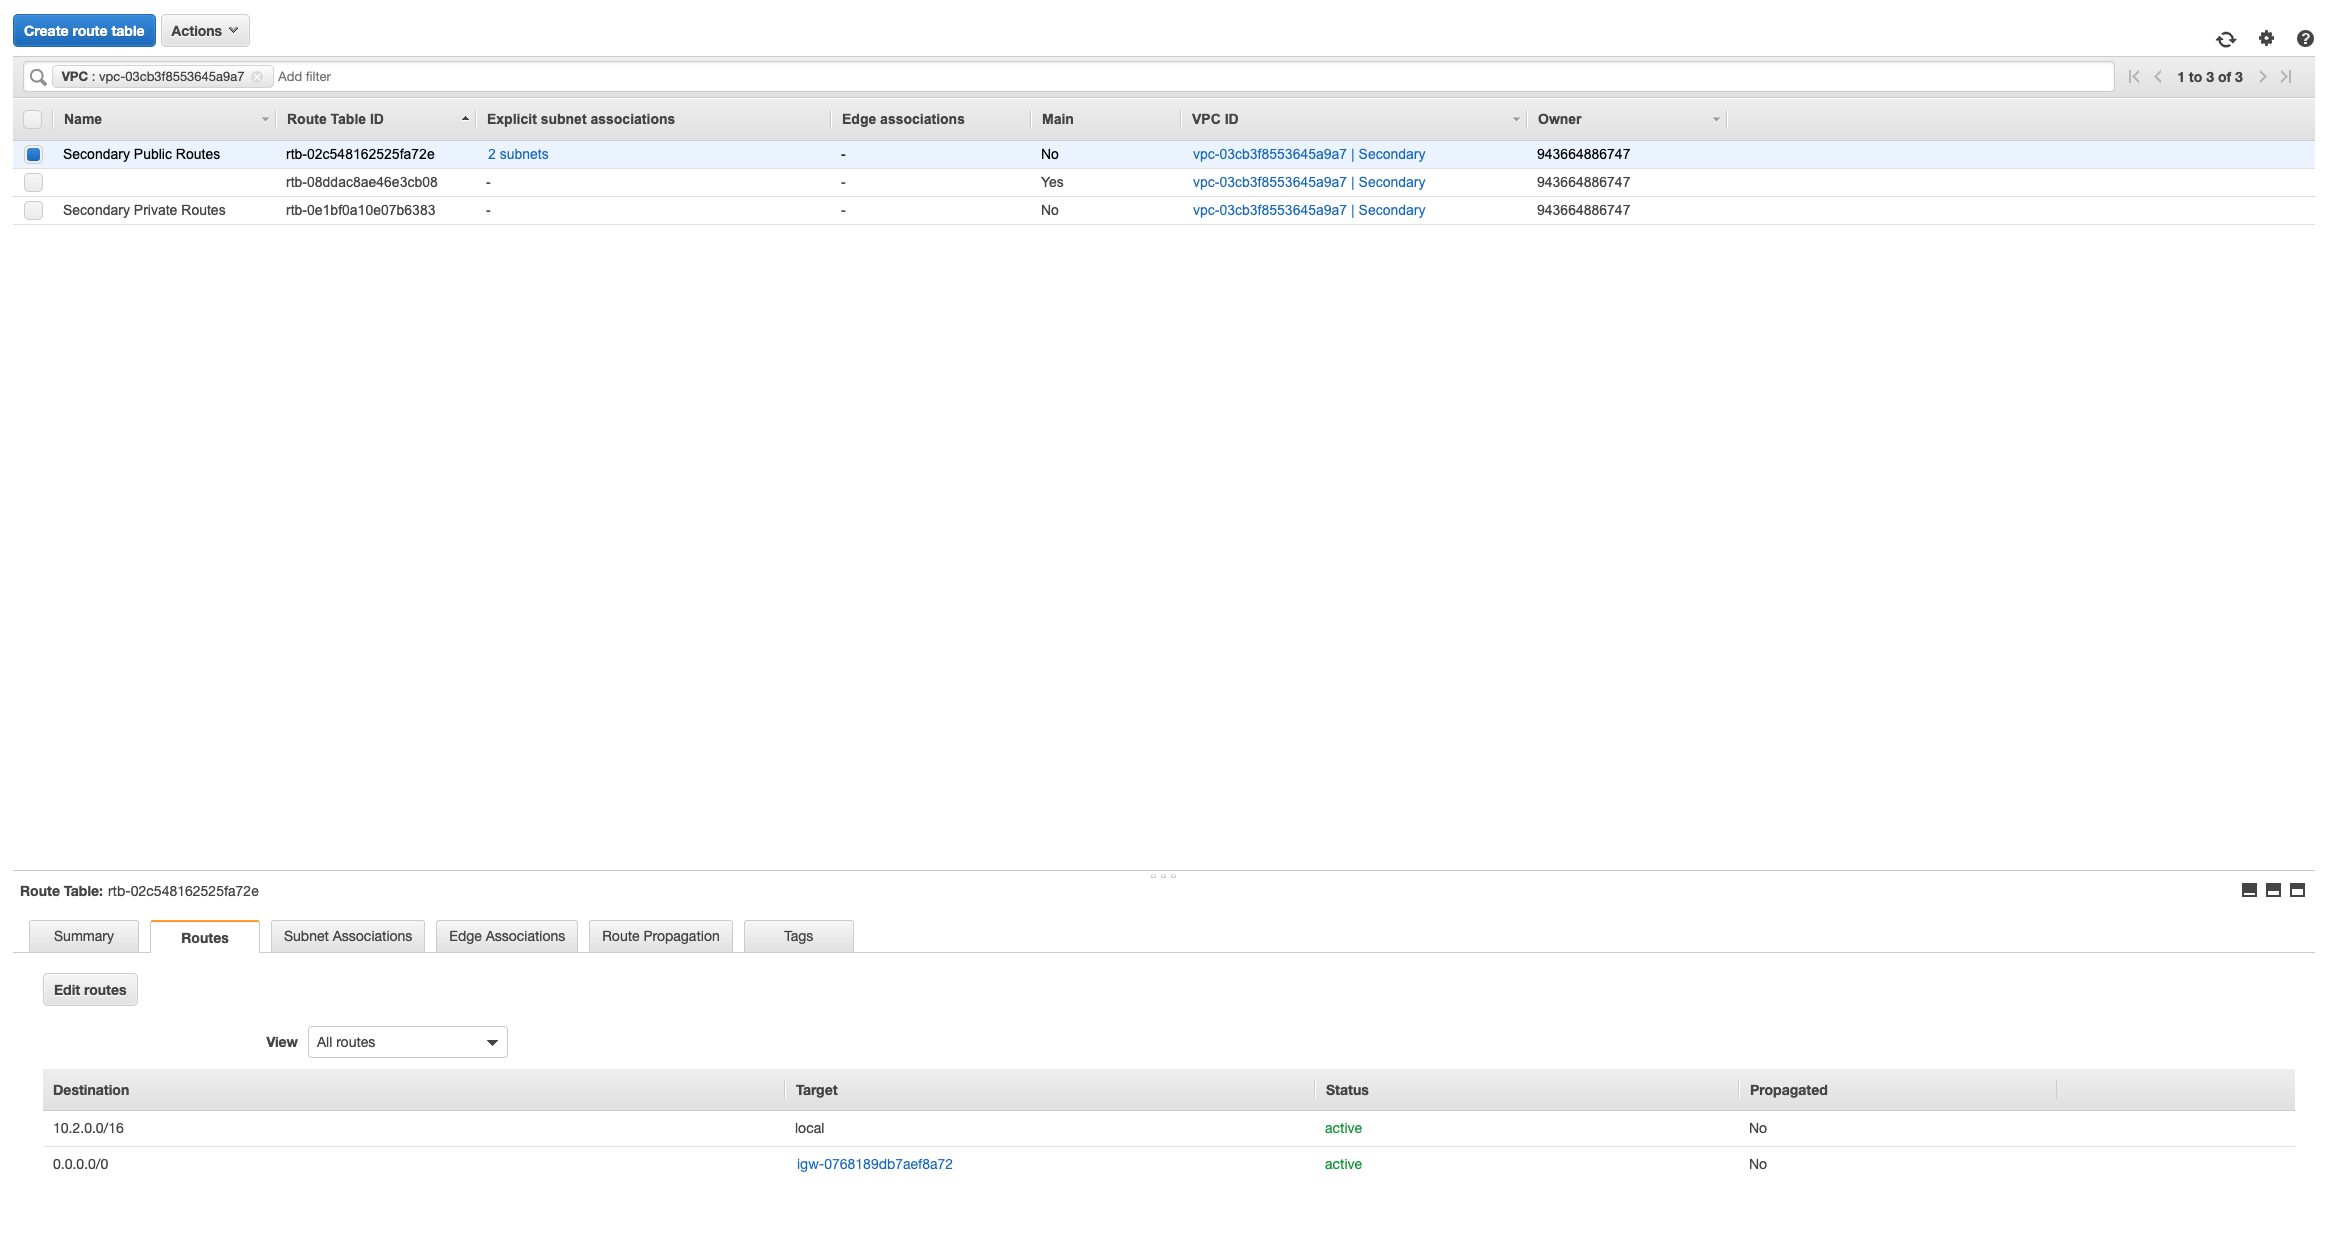 Create route table Actions
VPC : vpc-03cb3f8553645a9a7 Add filter 1 to 3 of 3
Name Route Table ID Explicit subnet associations Edge associations Main VPC ID Owner
Secondary Public Routes rtb-02c548162525fa72e 2 subnets - No vpc-03cb3f8553645a9a7 | Secondary 943664886747
rtb-08ddac8ae46e3cb08 - - Yes vpc-03cb3f8553645a9a7 | Secondary 943664886747
Secondary Private Routes rtb-0e1bf0a10e07b6383 - - No vpc-03cb3f8553645a9a7 | Secondary 943664886747
Route Table: rtb-02c548162525fa72e
Summary Routes Subnet Associations Edge Associations Route Propagation Tags
Edit routes
View All routes
Destination Target Status Propagated
10.2.0.0/16 local active No
0.0.0.0/0 igw-0768189db7aef8a72 active No